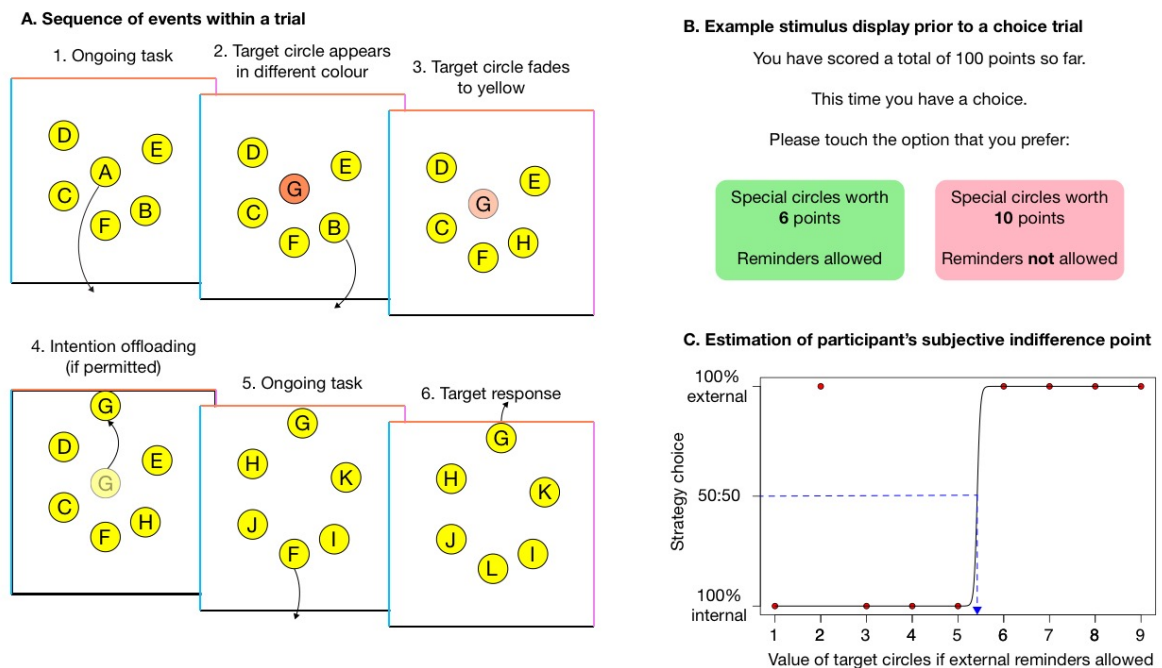 A. Sequence of events within a trial
1. Ongoing task
2. Target circle appears
in different colour
3. Target circle fades
to yellow
D
E
A
C
B
F
D
E
G
C
B
F
D
E
G
C
H
F
4. Intention offloading
(if permitted)
5. Ongoing task
6. Target response
G
D
E
G
C
H
F
G
H
K
J
I
F
G
H
K
J
I
L
B. Example stimulus display prior to a choice trial
You have scored a total of 100 points so far.
This time you have a choice.
Please touch the option that you prefer:
Special circles worth
6 points
Reminders allowed
Special circles worth
10 points
Reminders not allowed
C. Estimation of participant's subjective indifference point
Strategy choice
100%
external
50:50
100%
internal
1 2 3 4 5 6 7 8 9
Value of target circles if external reminders allowed